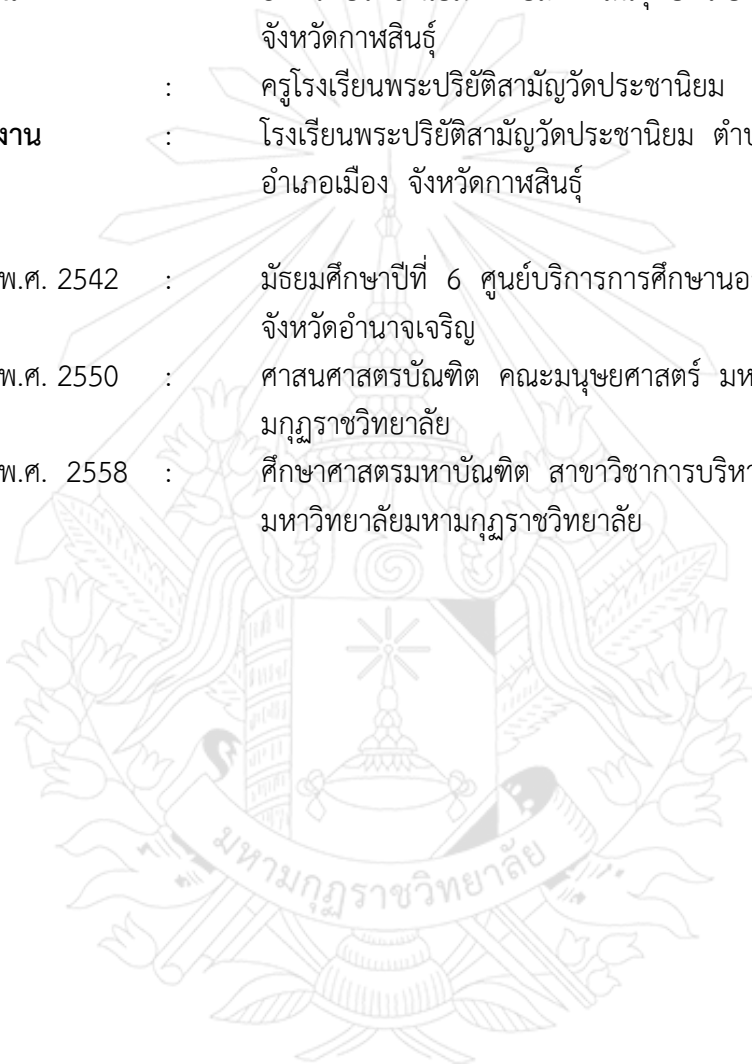 จังหวัดกาฬสินธุ์
: ครูโรงเรียนพระปริยัติสามัญวัดประชานิยม
งาน : โรงเรียนพระปริยัติสามัญวัดประชานิยม
อำเภอเมือง จังหวัดกาฬสินธุ์
พ.ศ. 2542 : มัธยมศึกษาปีที่ 6 ศูนย์บริการการศึกษานอ
จังหวัดอำนาจเจริญ
พ.ศ. 2550 : ศาสนศาสตรบัณฑิต คณะมนุษยศาสตร์ มห
มกุฏราชวิทยาลัย
พ.ศ. 2558 : ศึกษาศาสตรมหาบัณฑิต สาขาวิชาการบริหา
มหาวิทยาลัยมหามกุฏราชวิทยาลัย
มหามกุฏราชวิทยาลัย